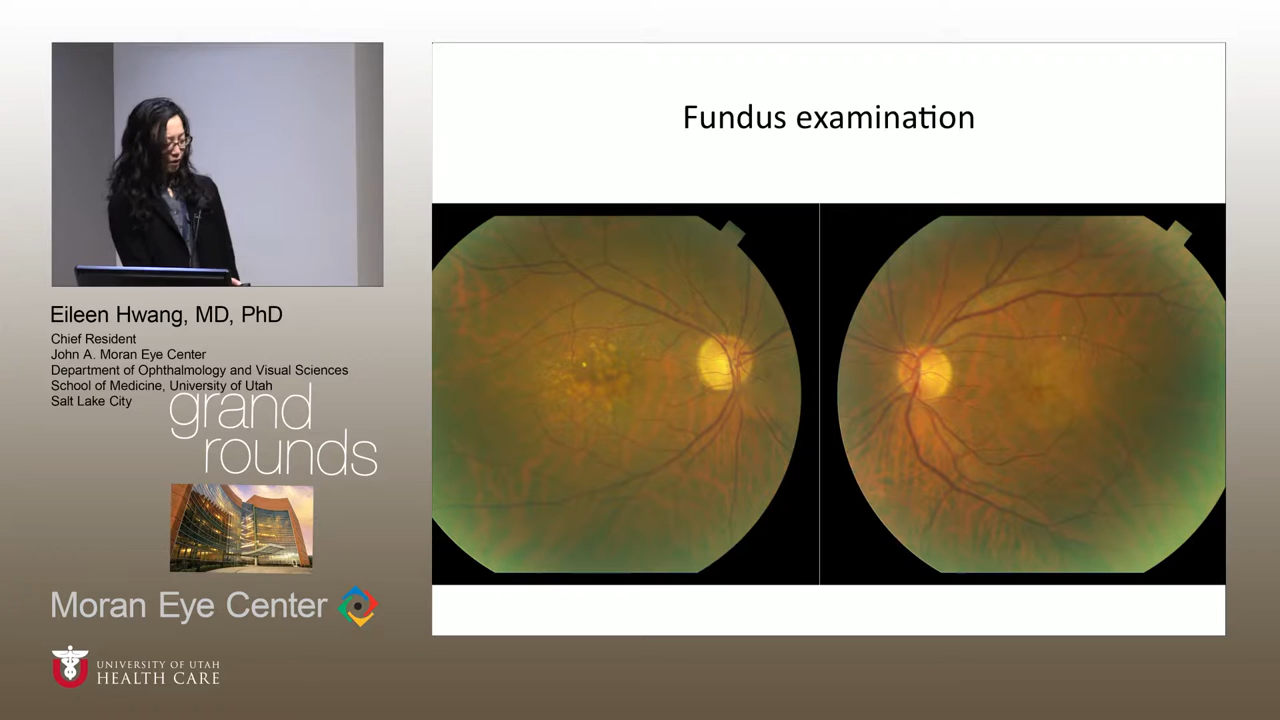 Fundus examination
Eileen Hwang, MD, PhD
Chief Resident
John A. Moran Eye Center
Department of Ophthalmology and Visual Sciences
School of Medicine, University of Utah
Salt Lake City
grand
rounds
Moran Eye Center
UNIVERSITY OF UTAH
HEALTH CARE